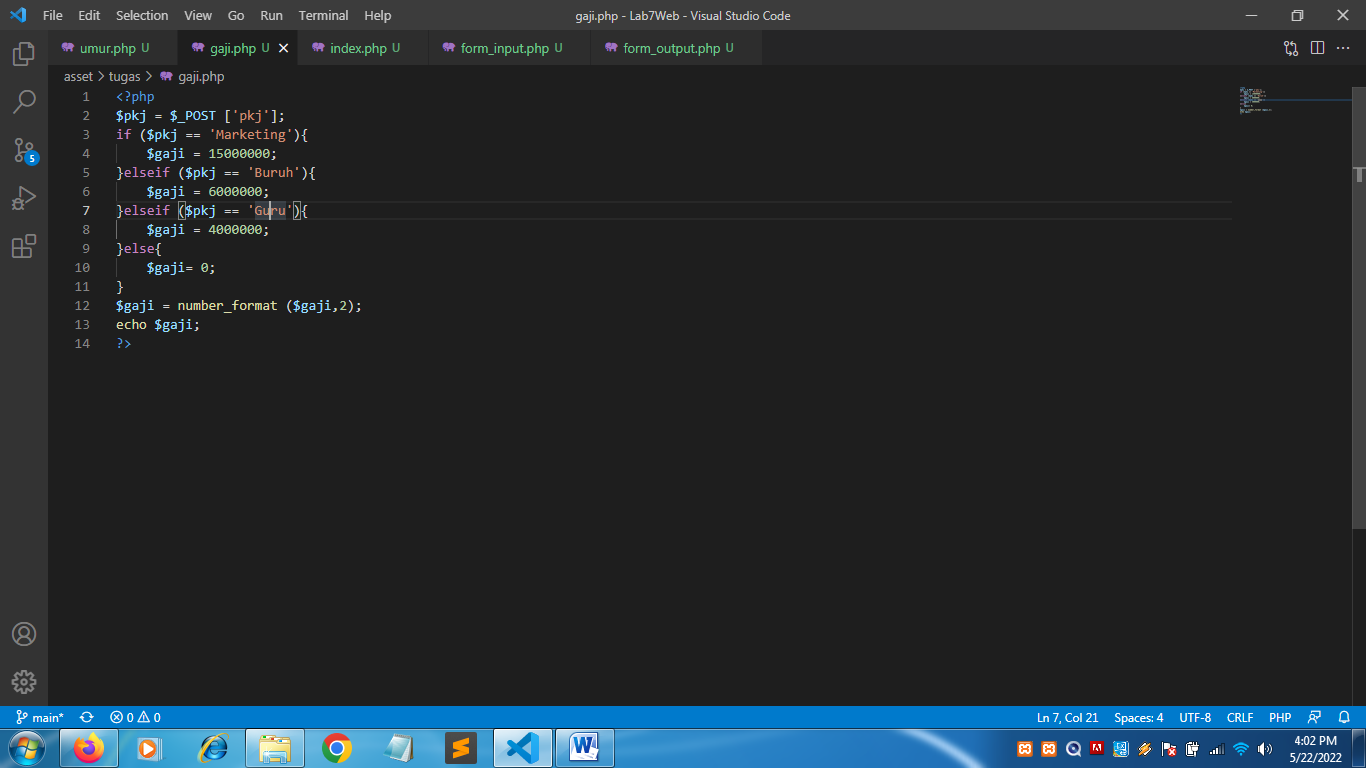 File Edit Selection View Go Run Terminal Help gaji.php - Lab7Web - Visual Studio Code
umur.php U gaji.php U index.php U form_input.php U form_output.php U
asset > tugas > gaji.php
1 <?php
2 $pkj = $_POST ['pkj'];
3 if ($pkj == 'Marketing'){
4     $gaji = 15000000;
5 }elseif ($pkj == 'Buruh'){
6     $gaji = 6000000;
7 }elseif ($pkj == 'Guru'){
8     $gaji = 4000000;
9 }else{
10     $gaji= 0;
11 }
12 $gaji = number_format ($gaji,2);
13 echo $gaji;
14 ?>
5
main* 0 0 Ln 7, Col 21 Spaces: 4 UTF-8 CRLF PHP
4:02 PM
5/22/2022